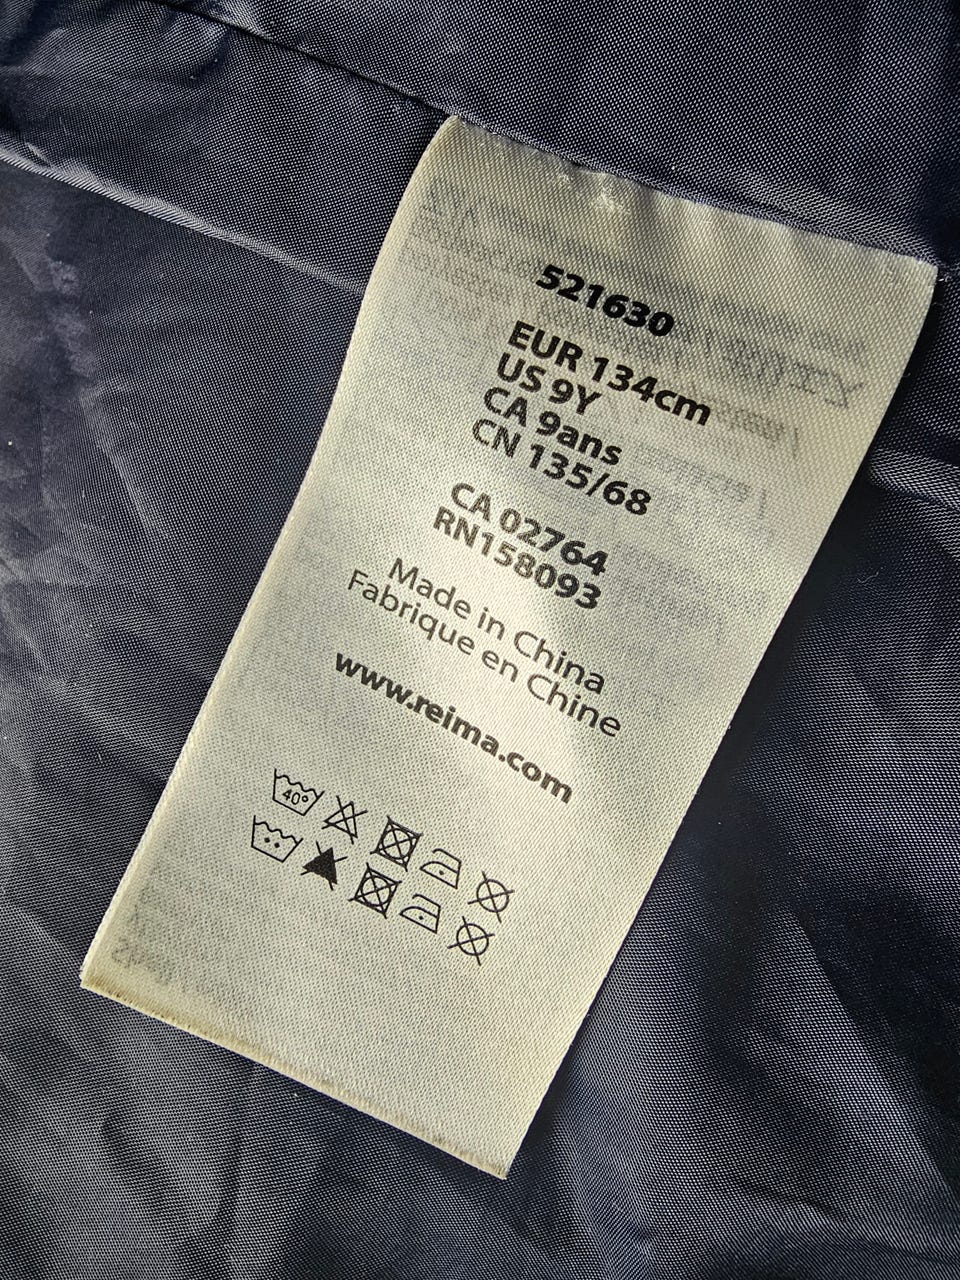 521630
EUR 134cm
US 9Y
CA 9ans
CN 135/68
CA 02764
RN158093
Made in China
Fabrique en Chine
www.reima.com
40°